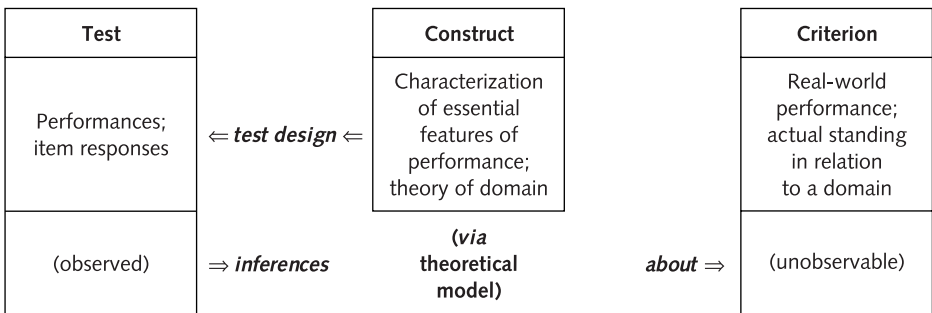 Test
Construct
Criterion
Performances;
item responses
⇐ test design ⇐
Characterization
of essential
features of
performance;
theory of domain
Real-world
performance;
actual standing
in relation
to a domain
(observed)
⇒ inferences
(via
theoretical
model)
about ⇒
(unobservable)